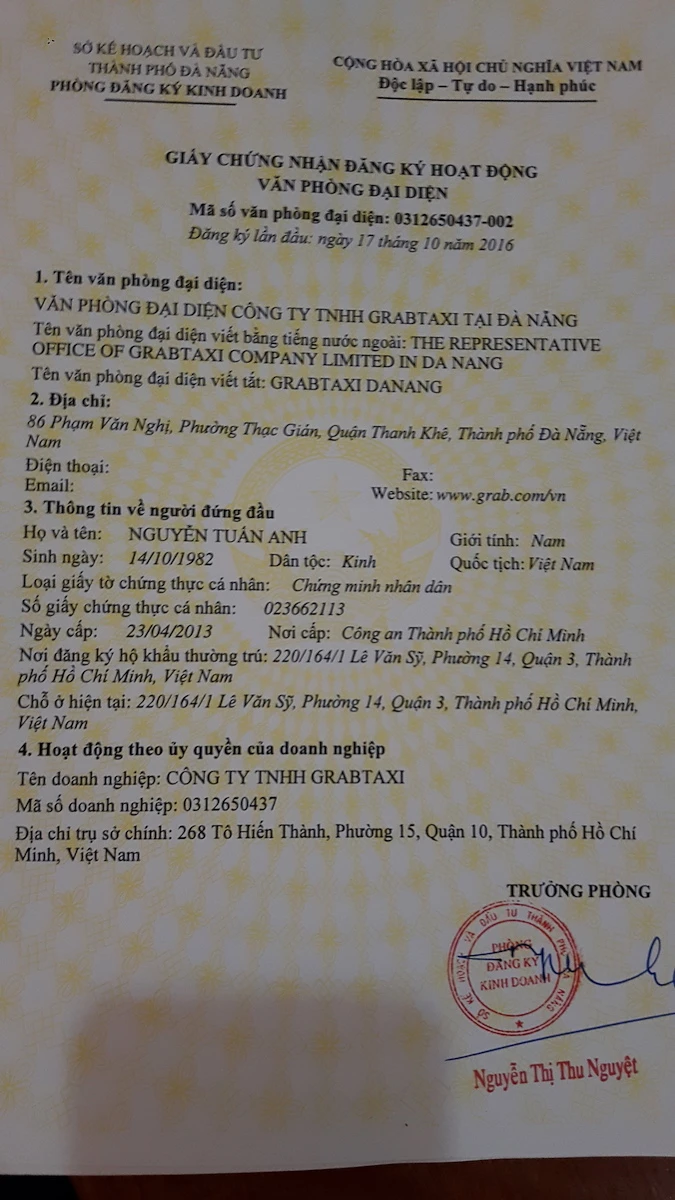 SỞ KẾ HOẠCH VÀ ĐẦU TƯ
THÀNH PHỐ ĐÀ NẴNG
PHÒNG ĐĂNG KÝ KINH DOANH
CỘNG HÒA XÃ HỘI CHỦ NGHĨA VIỆT NAM
Độc lập – Tự do – Hạnh phúc
GIẤY CHỨNG NHẬN ĐĂNG KÝ HOẠT ĐỘNG
VĂN PHÒNG ĐẠI DIỆN
Mã số văn phòng đại diện: 0312650437-002
Đăng ký lần đầu: ngày 17 tháng 10 năm 2016
1. Tên văn phòng đại diện:
VĂN PHÒNG ĐẠI DIỆN CÔNG TY TNHH GRABTAXI TẠI ĐÀ NẴNG
Tên văn phòng đại diện viết bằng tiếng nước ngoài: THE REPRESENTATIVE
OFFICE OF GRABTAXI COMPANY LIMITED IN DA NANG
Tên văn phòng đại diện viết tắt: GRABTAXI DANANG
2. Địa chỉ:
86 Phạm Văn Nghị, Phường Thạc Gián, Quận Thanh Khê, Thành phố Đà Nẵng, Việt
Nam
Điện thoại: Fax:
Email: Website: www.grab.com/vn
3. Thông tin về người đứng đầu
Họ và tên: NGUYỄN TUẤN ANH Giới tính: Nam
Sinh ngày: 14/10/1982 Dân tộc: Kinh Quốc tịch: Việt Nam
Loại giấy tờ chứng thực cá nhân: Chứng minh nhân dân
Số giấy chứng thực cá nhân: 023662113
Ngày cấp: 23/04/2013 Nơi cấp: Công an Thành phố Hồ Chí Minh
Nơi đăng ký hộ khẩu thường trú: 220/164/1 Lê Văn Sỹ, Phường 14, Quận 3, Thành
phố Hồ Chí Minh, Việt Nam
Chỗ ở hiện tại: 220/164/1 Lê Văn Sỹ, Phường 14, Quận 3, Thành phố Hồ Chí Minh,
Việt Nam
4. Hoạt động theo ủy quyền của doanh nghiệp
Tên doanh nghiệp: CÔNG TY TNHH GRABTAXI
Mã số doanh nghiệp: 0312650437
Địa chỉ trụ sở chính: 268 Tô Hiến Thành, Phường 15, Quận 10, Thành phố Hồ Chí
Minh, Việt Nam
TRƯỞNG PHÒNG
SỞ KẾ HOẠCH VÀ ĐẦU TƯ THÀNH PHỐ ĐÀ NẴNG
PHÒNG
ĐĂNG KÝ
KINH DOANH
Nguyễn Thị Thu Nguyệt